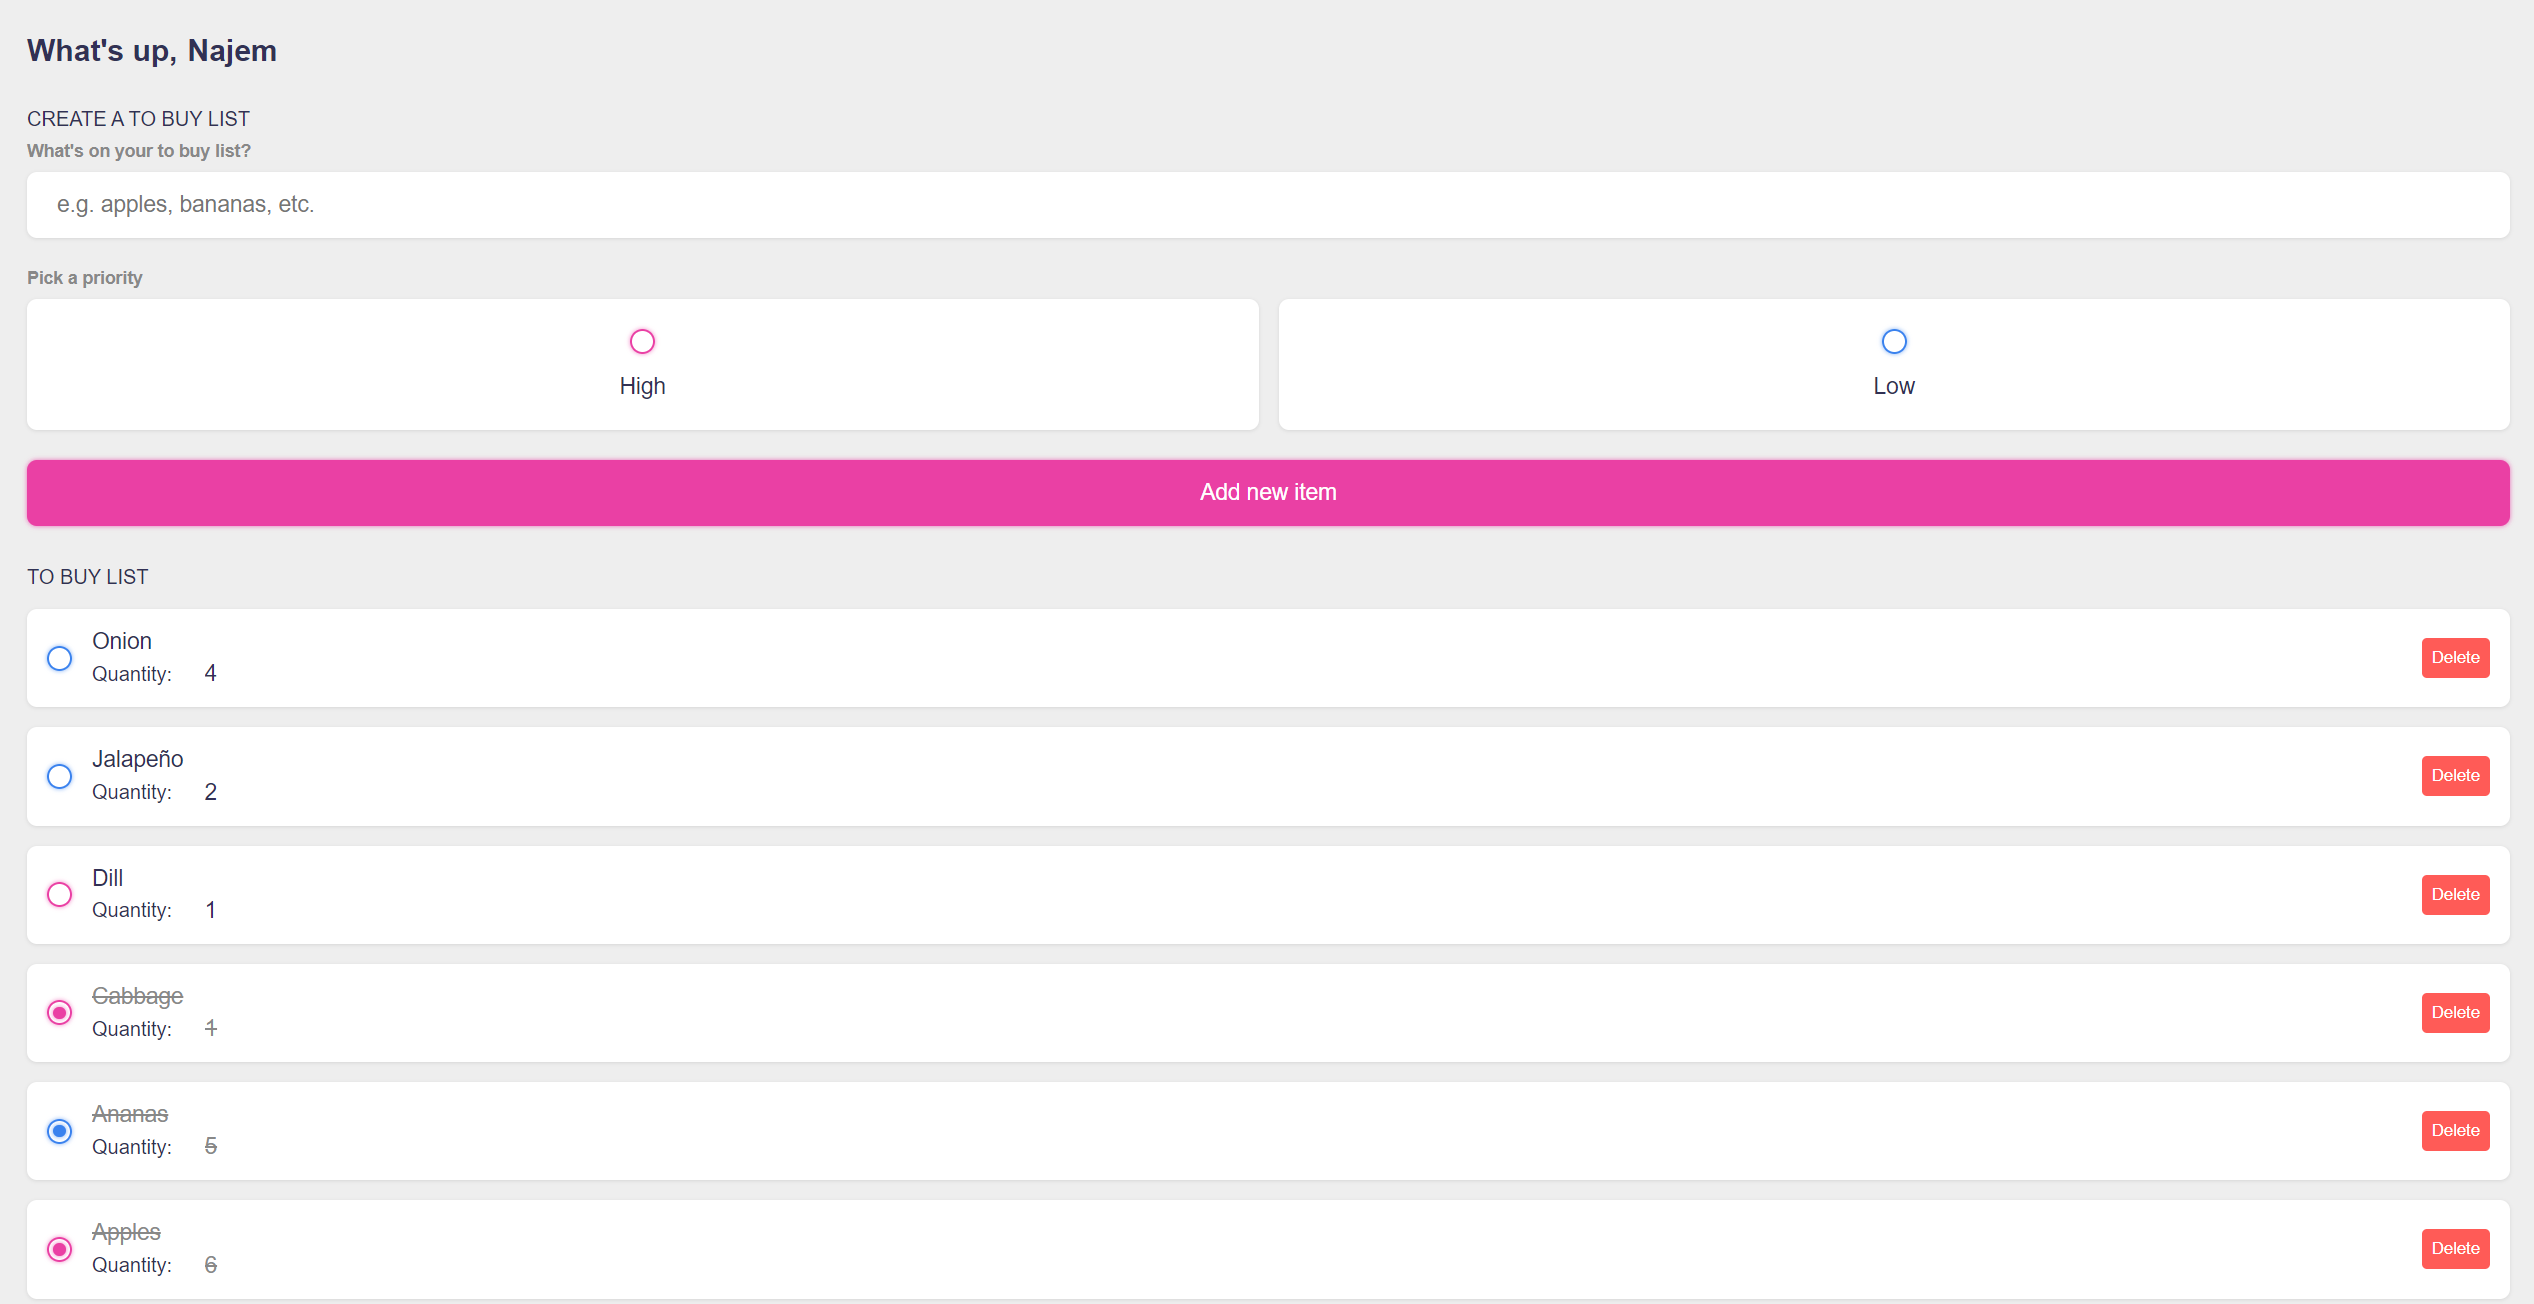 What's up, Najem
CREATE A TO BUY LIST
What's on your to buy list?
e.g. apples, bananas, etc.
Pick a priority
High
Low
Add new item
TO BUY LIST
Onion
Quantity: 4
Delete
Jalapeño
Quantity: 2
Delete
Dill
Quantity: 1
Delete
Cabbage
Quantity: 1
Delete
Ananas
Quantity: 5
Delete
Apples
Quantity: 6
Delete